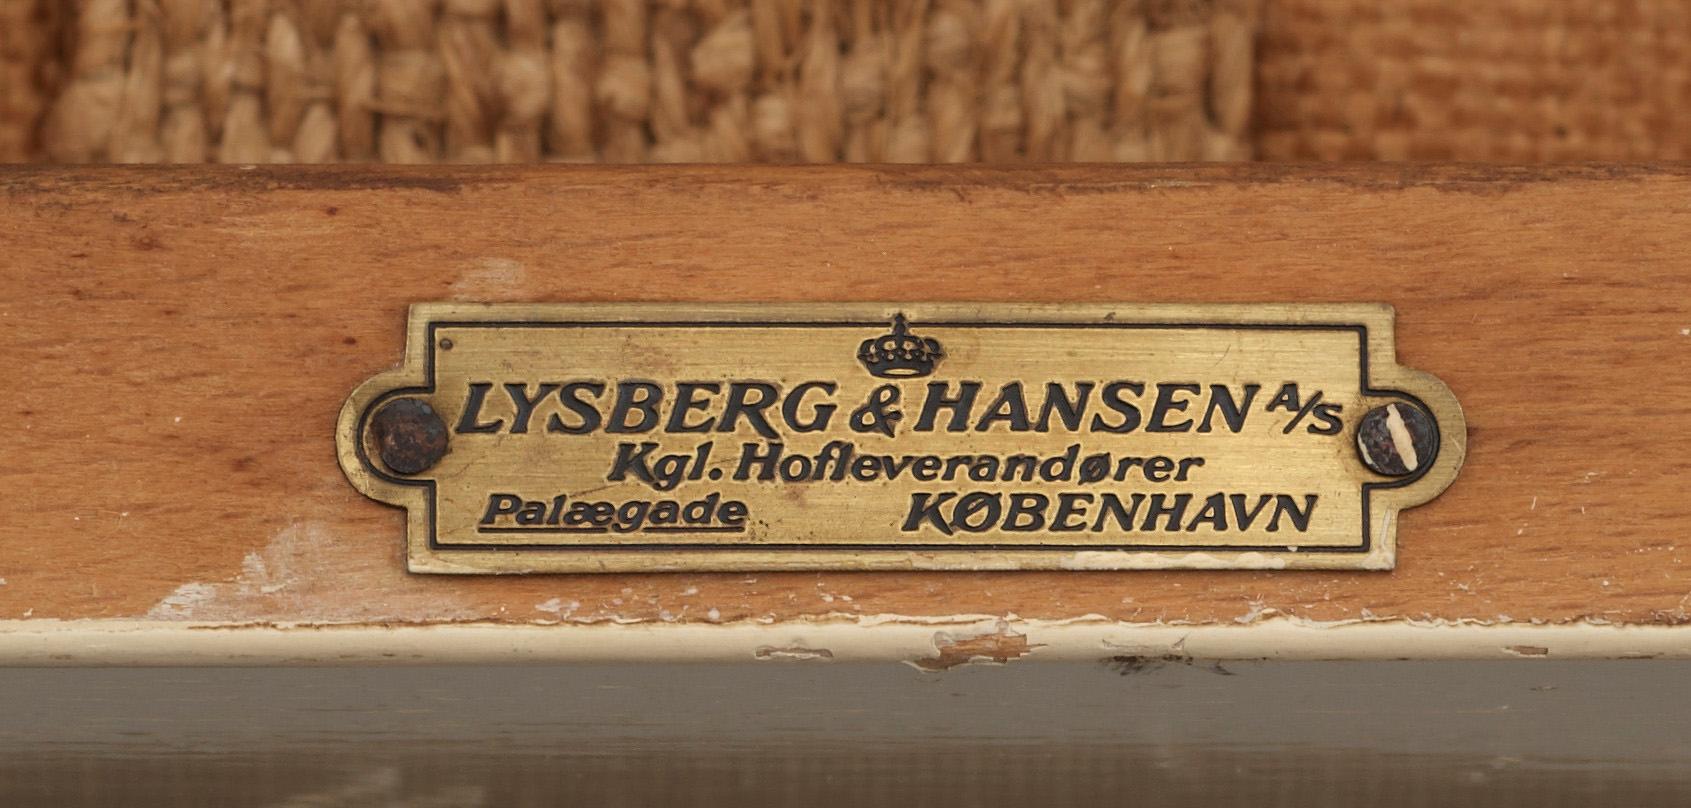 LYSBERG & HANSEN A/S
Kgl. Hofleverandører
Palægade KØBENHAVN